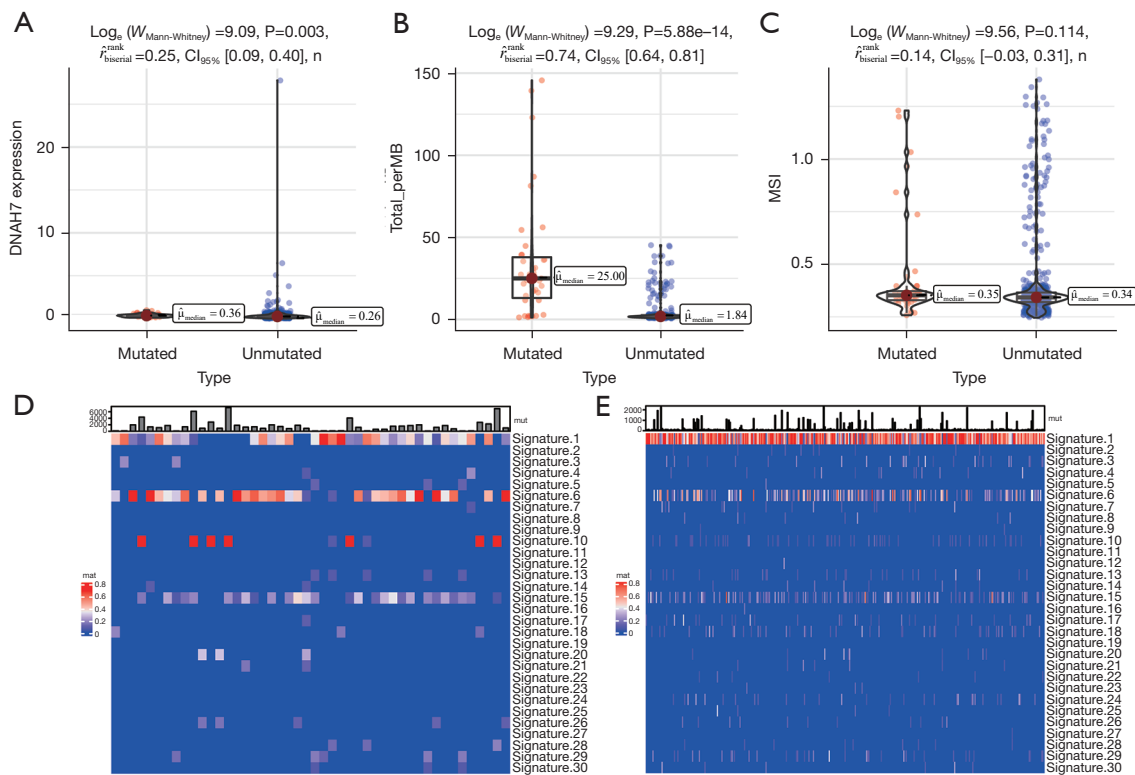 A
Log_e (W_Mann-Whitney) =9.09, P=0.003,
r̂_biserial^rank =0.25, CI_95% [0.09, 0.40], n
DNAH7 expression
20
10
0
μ̂_median = 0.36
μ̂_median = 0.26
Mutated
Unmutated
Type
B
Log_e (W_Mann-Whitney) =9.29, P=5.88e–14,
r̂_biserial^rank =0.74, CI_95% [0.64, 0.81]
Total_perMB
150
100
50
0
μ̂_median = 25.00
μ̂_median = 1.84
Mutated
Unmutated
Type
C
Log_e (W_Mann-Whitney) =9.56, P=0.114,
r̂_biserial^rank =0.14, CI_95% [−0.03, 0.31], n
MSI
1.0
0.5
μ̂_median = 0.35
μ̂_median = 0.34
Mutated
Unmutated
Type
D
6000
4000
2000
0
mut
Signature.1
Signature.2
Signature.3
Signature.4
Signature.5
Signature.6
Signature.7
Signature.8
Signature.9
Signature.10
Signature.11
Signature.12
Signature.13
Signature.14
Signature.15
Signature.16
Signature.17
Signature.18
Signature.19
Signature.20
Signature.21
Signature.22
Signature.23
Signature.24
Signature.25
Signature.26
Signature.27
Signature.28
Signature.29
Signature.30
mat
0.8
0.6
0.4
0.2
0
E
2000
1000
0
mut
Signature.1
Signature.2
Signature.3
Signature.4
Signature.5
Signature.6
Signature.7
Signature.8
Signature.9
Signature.10
Signature.11
Signature.12
Signature.13
Signature.14
Signature.15
Signature.16
Signature.17
Signature.18
Signature.19
Signature.20
Signature.21
Signature.22
Signature.23
Signature.24
Signature.25
Signature.26
Signature.27
Signature.28
Signature.29
Signature.30
mat
0.8
0.6
0.4
0.2
0